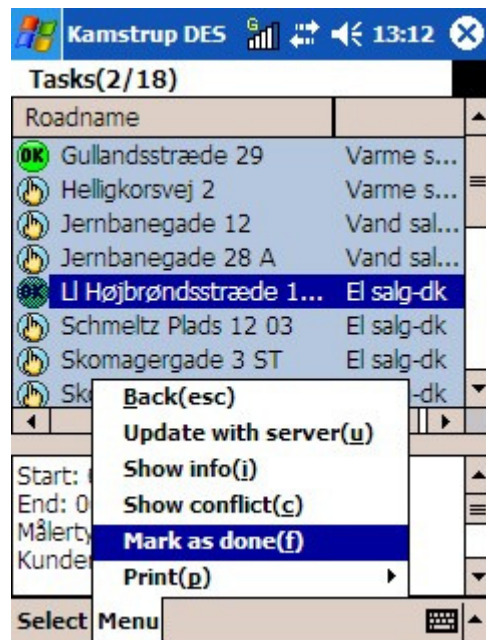 Kamstrup DES G 13:12
Tasks(2/18)
Roadname
OK Gullandsstræde 29 Varme s...
Helligkorsvej 2 Varme s...
Jernbanegade 12 Vand sal...
Jernbanegade 28 A Vand sal...
OK Ll Højbrøndsstræde 1... El salg-dk
Schmeltz Plads 12 03 El salg-dk
Skomagergade 3 ST El salg-dk
-dk
Back(esc)
Update with server(u)
Start:
Show info(i)
End:
Show conflict(c)
Mark as done(f)
Print(p)
Select Menu